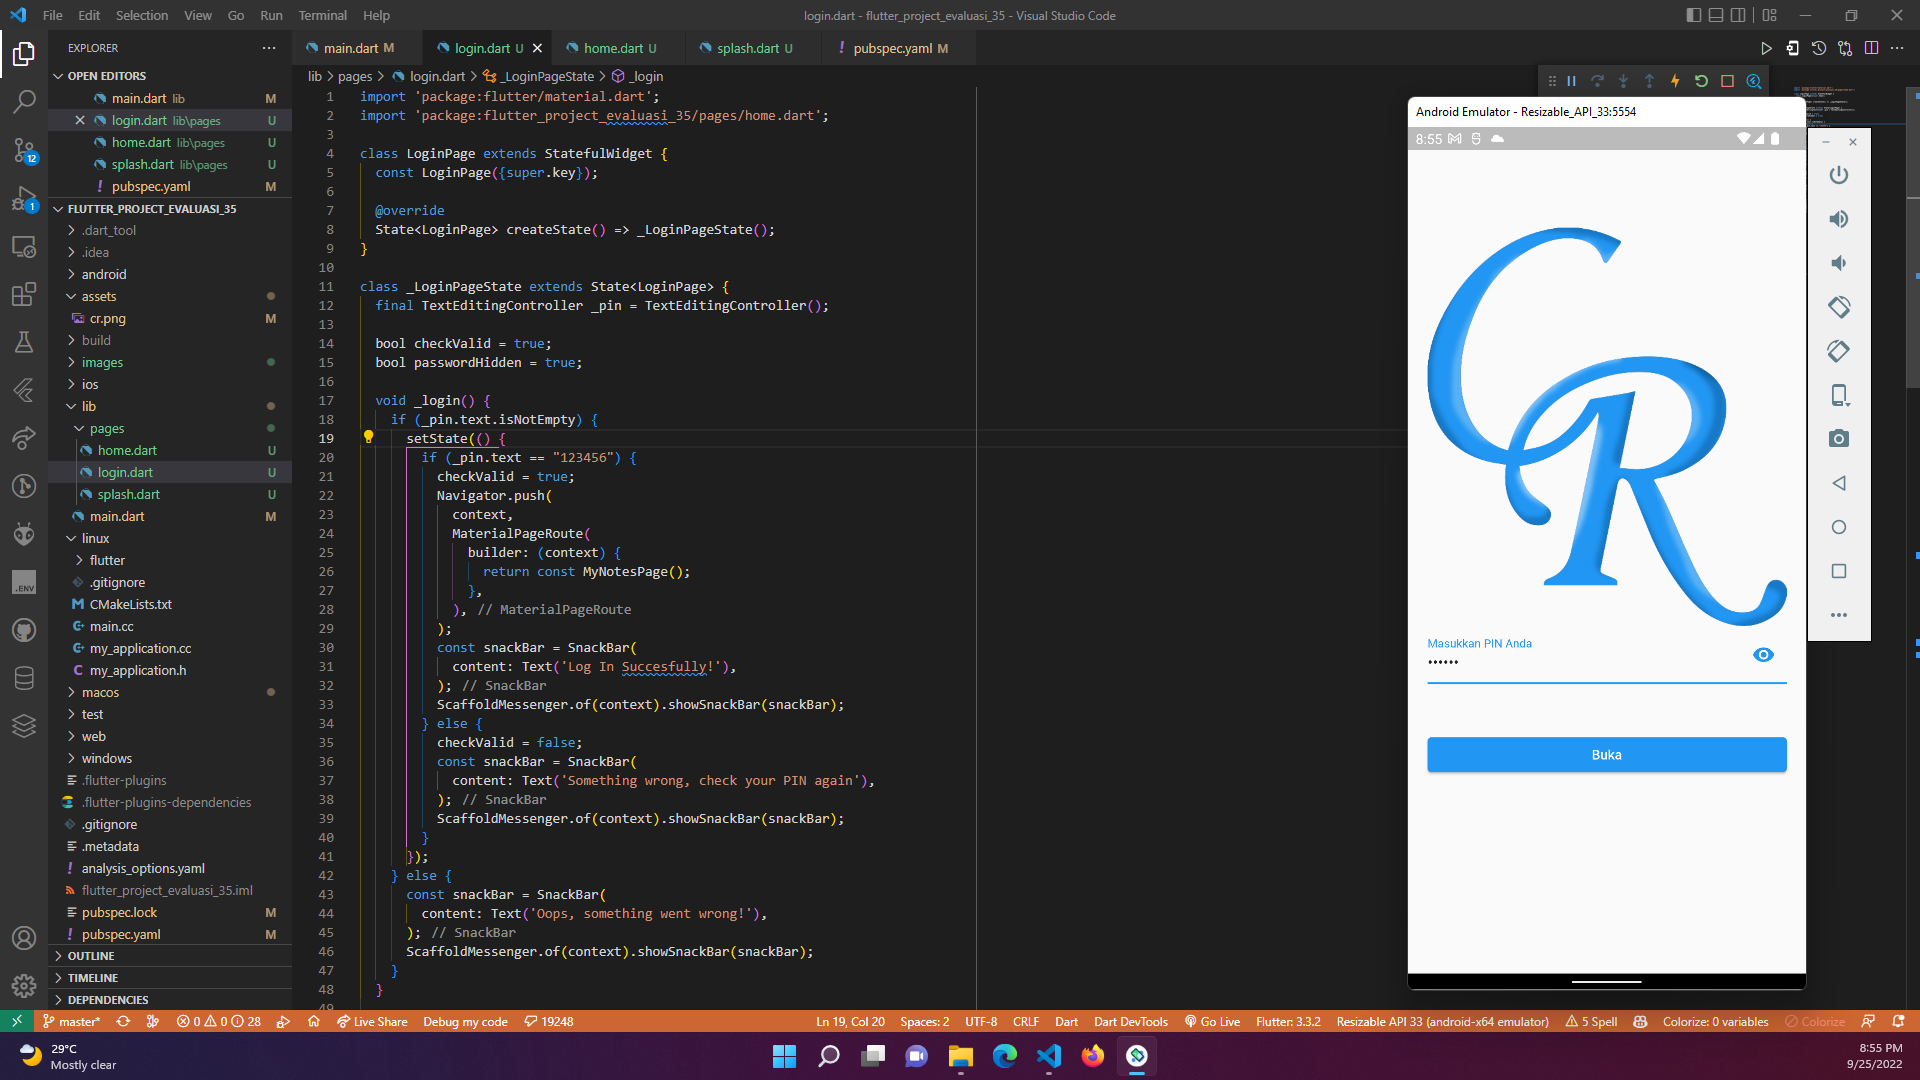 File Edit Selection View Go Run Terminal Help
login.dart - flutter_project_evaluasi_35 - Visual Studio Code
EXPLORER
OPEN EDITORS
main.dart lib M
login.dart lib\pages U
home.dart lib\pages U
splash.dart lib\pages U
pubspec.yaml M
FLUTTER_PROJECT_EVALUASI_35
.dart_tool
.idea
android
assets
cr.png M
build
images
ios
lib
pages
home.dart U
login.dart U
splash.dart U
main.dart M
linux
flutter
.gitignore
CMakeLists.txt
main.cc
my_application.cc
my_application.h
macos
test
web
windows
.flutter-plugins
.flutter-plugins-dependencies
.gitignore
.metadata
analysis_options.yaml
flutter_project_evaluasi_35.iml
pubspec.lock M
pubspec.yaml M
OUTLINE
TIMELINE
DEPENDENCIES
12
1
.ENV
main.dart M login.dart U home.dart U splash.dart U pubspec.yaml M
lib > pages > login.dart > _LoginPageState > _login
1 import 'package:flutter/material.dart';
2 import 'package:flutter_project_evaluasi_35/pages/home.dart';
3
4 class LoginPage extends StatefulWidget {
5 const LoginPage({super.key});
6
7 @override
8 State<LoginPage> createState() => _LoginPageState();
9 }
10
11 class _LoginPageState extends State<LoginPage> {
12 final TextEditingController _pin = TextEditingController();
13
14 bool checkValid = true;
15 bool passwordHidden = true;
16
17 void _login() {
18 if (_pin.text.isNotEmpty) {
19 setState(() {
20 if (_pin.text == "123456") {
21 checkValid = true;
22 Navigator.push(
23 context,
24 MaterialPageRoute(
25 builder: (context) {
26 return const MyNotesPage();
27 },
28 ), // MaterialPageRoute
29 );
30 const snackBar = SnackBar(
31 content: Text('Log In Succesfully!'),
32 ); // SnackBar
33 ScaffoldMessenger.of(context).showSnackBar(snackBar);
34 } else {
35 checkValid = false;
36 const snackBar = SnackBar(
37 content: Text('Something wrong, check your PIN again'),
38 ); // SnackBar
39 ScaffoldMessenger.of(context).showSnackBar(snackBar);
40 }
41 });
42 } else {
43 const snackBar = SnackBar(
44 content: Text('Oops, something went wrong!'),
45 ); // SnackBar
46 ScaffoldMessenger.of(context).showSnackBar(snackBar);
47 }
48 }
49
Android Emulator - Resizable_API_33:5554
8:55
CR
Masukkan PIN Anda
••••••
Buka
master* 0 0 28 Live Share Debug my code 19248 Ln 19, Col 20 Spaces: 2 UTF-8 CRLF Dart Dart DevTools Go Live Flutter: 3.3.2 Resizable API 33 (android-x64 emulator) 5 Spell Colorize: 0 variables Colorize
29°C
Mostly clear
8:55 PM
9/25/2022